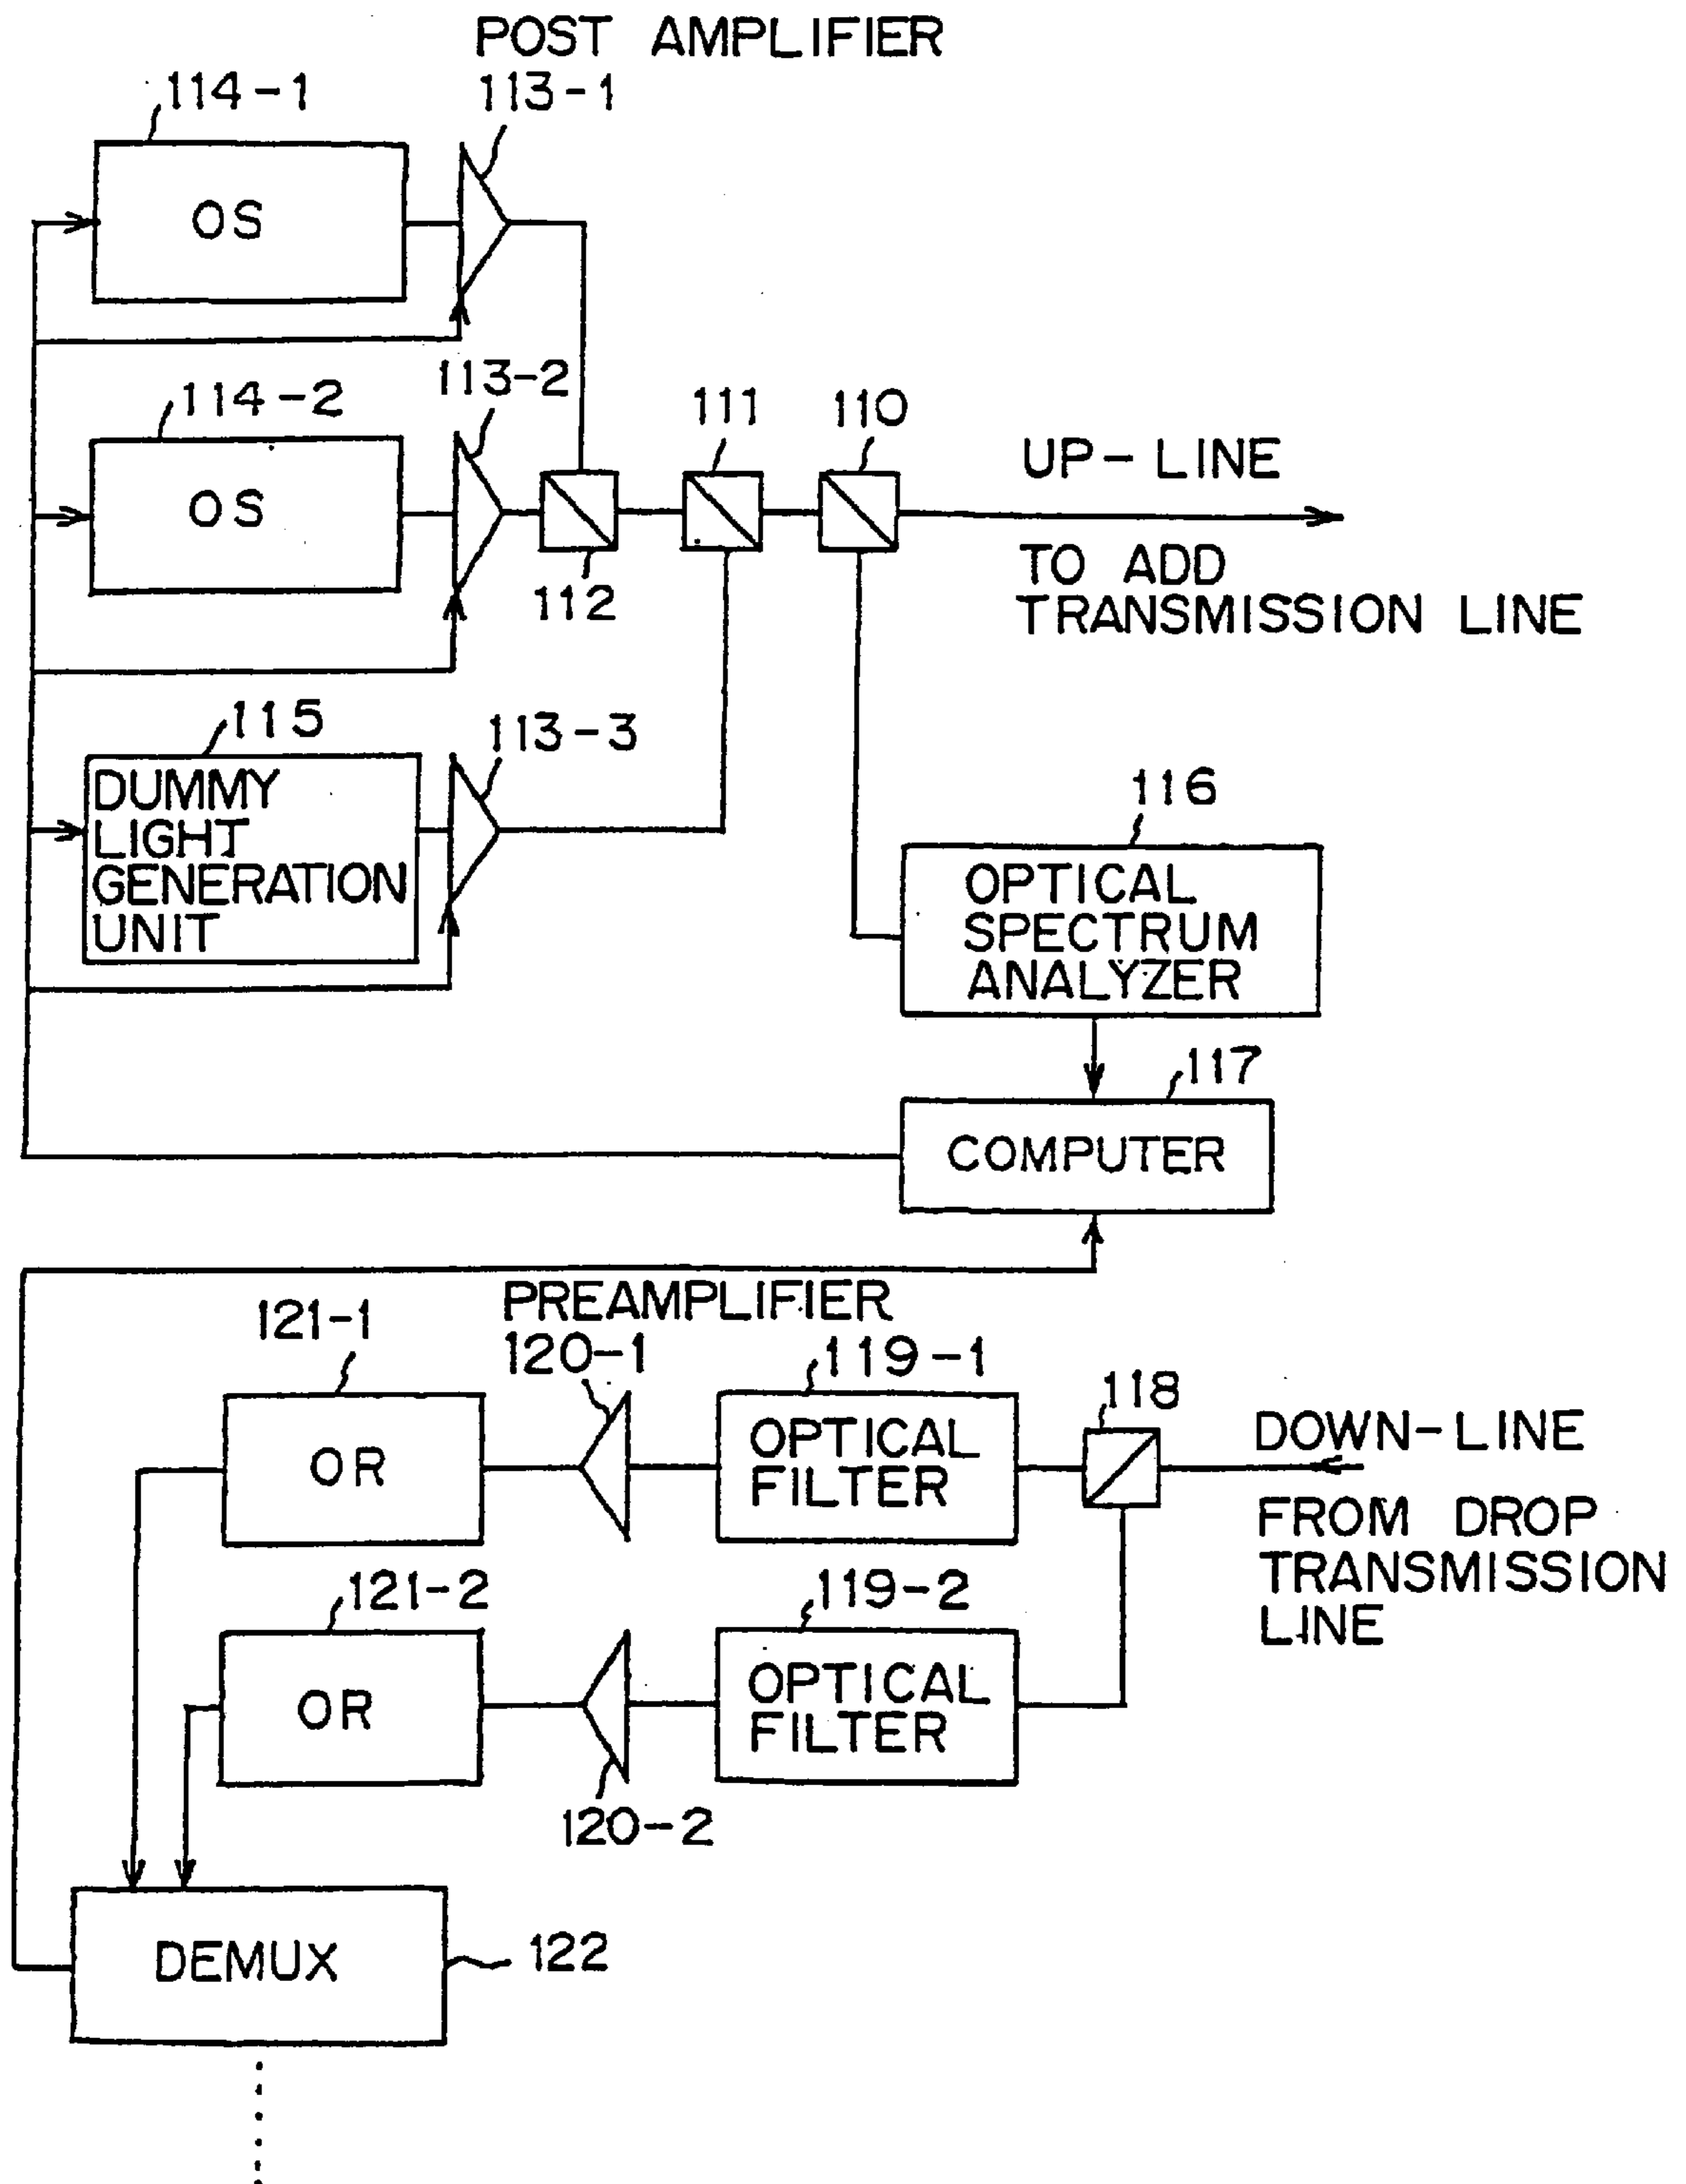 POST AMPLIFIER
114-1
113-1
OS
113-2
114-2
111
110
OS
UP-LINE
112
TO ADD
TRANSMISSION LINE
115
113-3
DUMMY
LIGHT
GENERATION
UNIT
116
OPTICAL
SPECTRUM
ANALYZER
117
COMPUTER
PREAMPLIFIER
121-1
120-1
119-1
118
OR
OPTICAL
FILTER
DOWN-LINE
FROM DROP
TRANSMISSION
LINE
121-2
119-2
OR
OPTICAL
FILTER
120-2
DEMUX
122